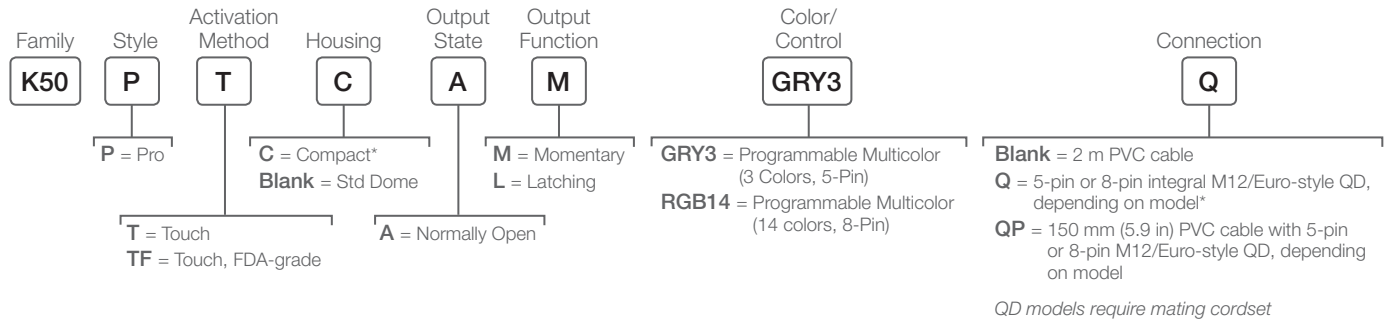 Family
Style
Activation
Method
Housing
Output
State
Output
Function
Color/
Control
Connection
K50
P
T
C
A
M
GRY3
Q
P = Pro
C = Compact*
Blank = Std Dome
M = Momentary
L = Latching
T = Touch
TF = Touch, FDA-grade
A = Normally Open
GRY3 = Programmable Multicolor
(3 Colors, 5-Pin)
RGB14 = Programmable Multicolor
(14 colors, 8-Pin)
Blank = 2 m PVC cable
Q = 5-pin or 8-pin integral M12/Euro-style QD,
depending on model*
QP = 150 mm (5.9 in) PVC cable with 5-pin
or 8-pin M12/Euro-style QD, depending
on model
QD models require mating cordset